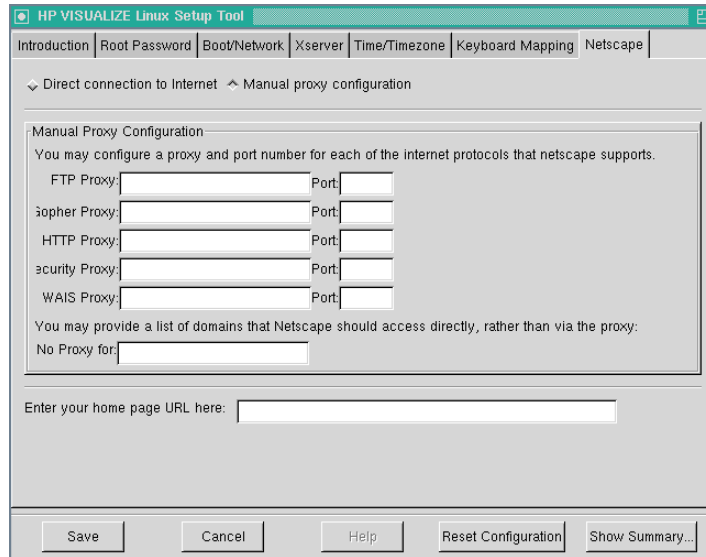 HP VISUALIZE Linux Setup Tool
Introduction Root Password Boot/Network Xserver Time/Timezone Keyboard Mapping Netscape
Direct connection to Internet Manual proxy configuration
Manual Proxy Configuration
You may configure a proxy and port number for each of the internet protocols that netscape supports.
FTP Proxy: Port:
Gopher Proxy: Port:
HTTP Proxy: Port:
ecurity Proxy: Port:
WAIS Proxy: Port:
You may provide a list of domains that Netscape should access directly, rather than via the proxy:
No Proxy for:
Enter your home page URL here:
Save Cancel Help Reset Configuration Show Summary...